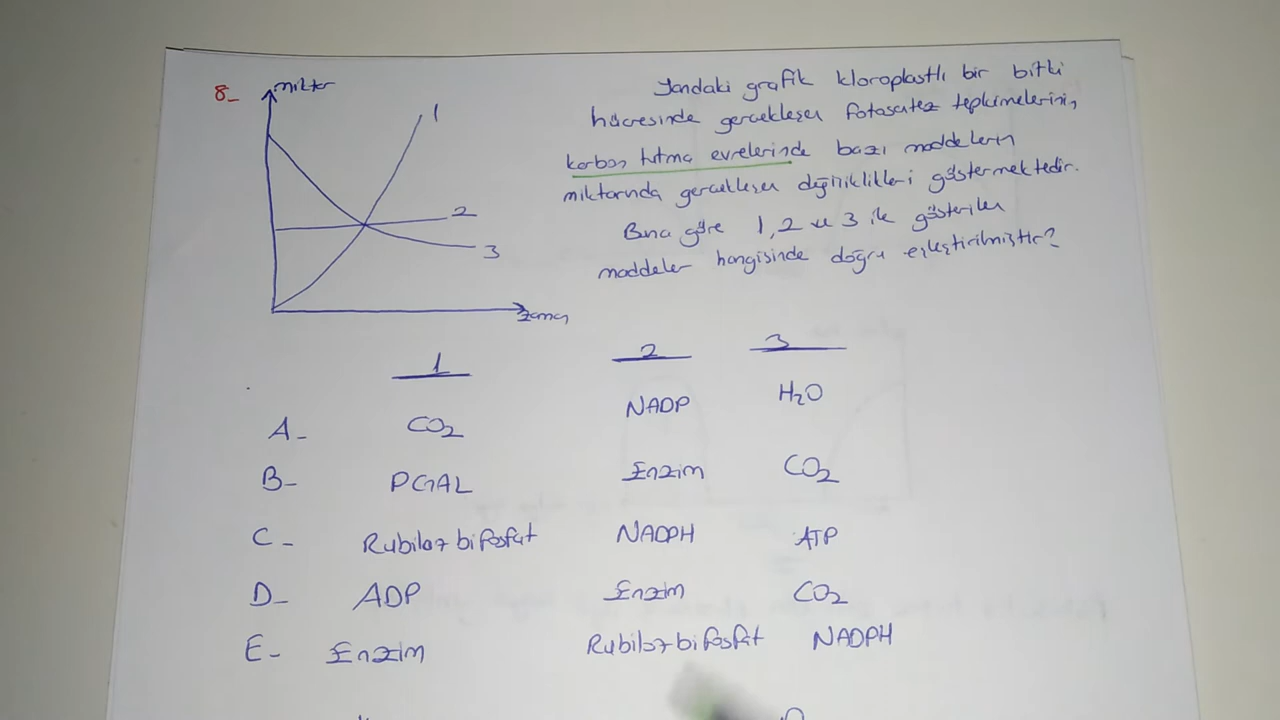 8_
miktar
1
2
3
zaman
Yandaki grafik kloroplastlı bir bitki
hücresinde gerçekleşen fotosentez tepkimelerinin,
karbon tutma evrelerinde bazı maddelerin
miktarında gerçekleşen değişiklikleri göstermektedir.
Buna göre 1, 2 ve 3 ile gösterilen
maddeler hangisinde doğru eşleştirilmiştir?
1 2 3
A_ CO2 NADP H2O
B_ PGAL Enzim CO2
C_ Rubiloz bifosfat NADPH ATP
D_ ADP Enzim CO2
E_ Enzim Rubiloz bifosfat NADPH